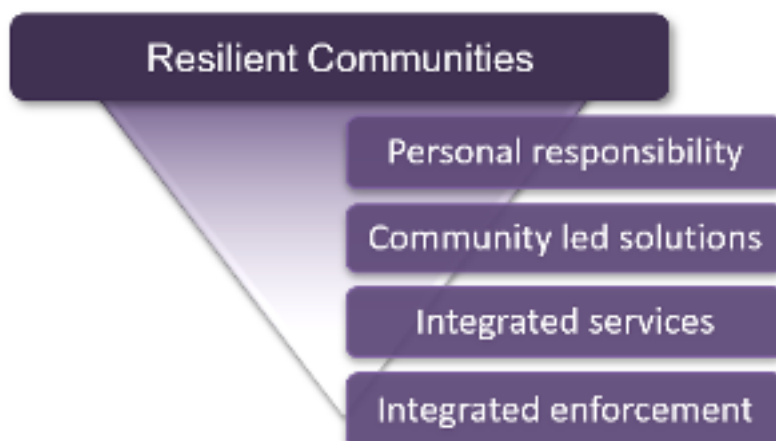 Resilient Communities
Personal responsibility
Community led solutions
Integrated services
Integrated enforcement